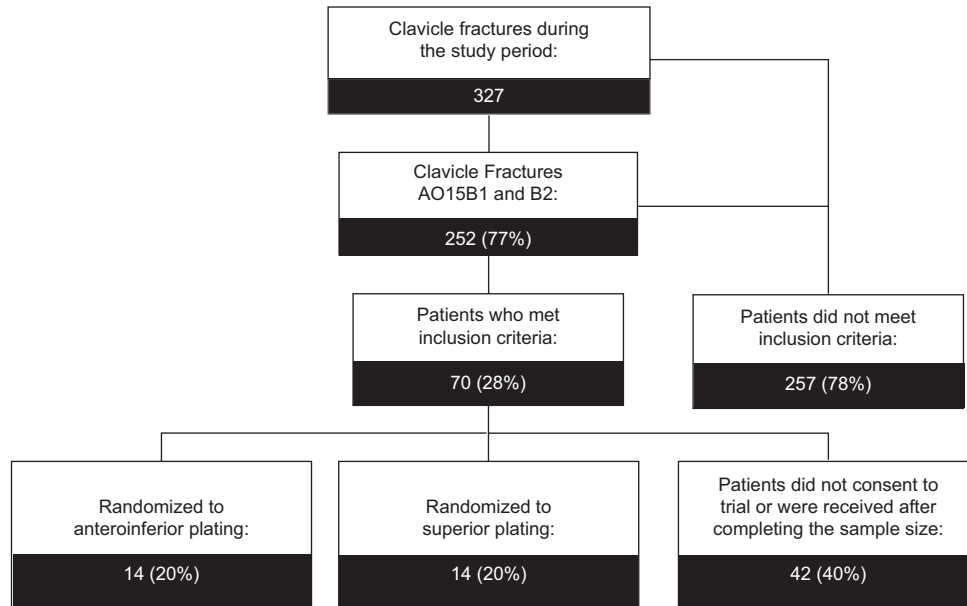 Clavicle fractures during
the study period:
327
Clavicle Fractures
AO15B1 and B2:
252 (77%)
Patients who met
inclusion criteria:
70 (28%)
Patients did not meet
inclusion criteria:
257 (78%)
Randomized to
anteroinferior plating:
14 (20%)
Randomized to
superior plating:
14 (20%)
Patients did not consent to
trial or were received after
completing the sample size:
42 (40%)